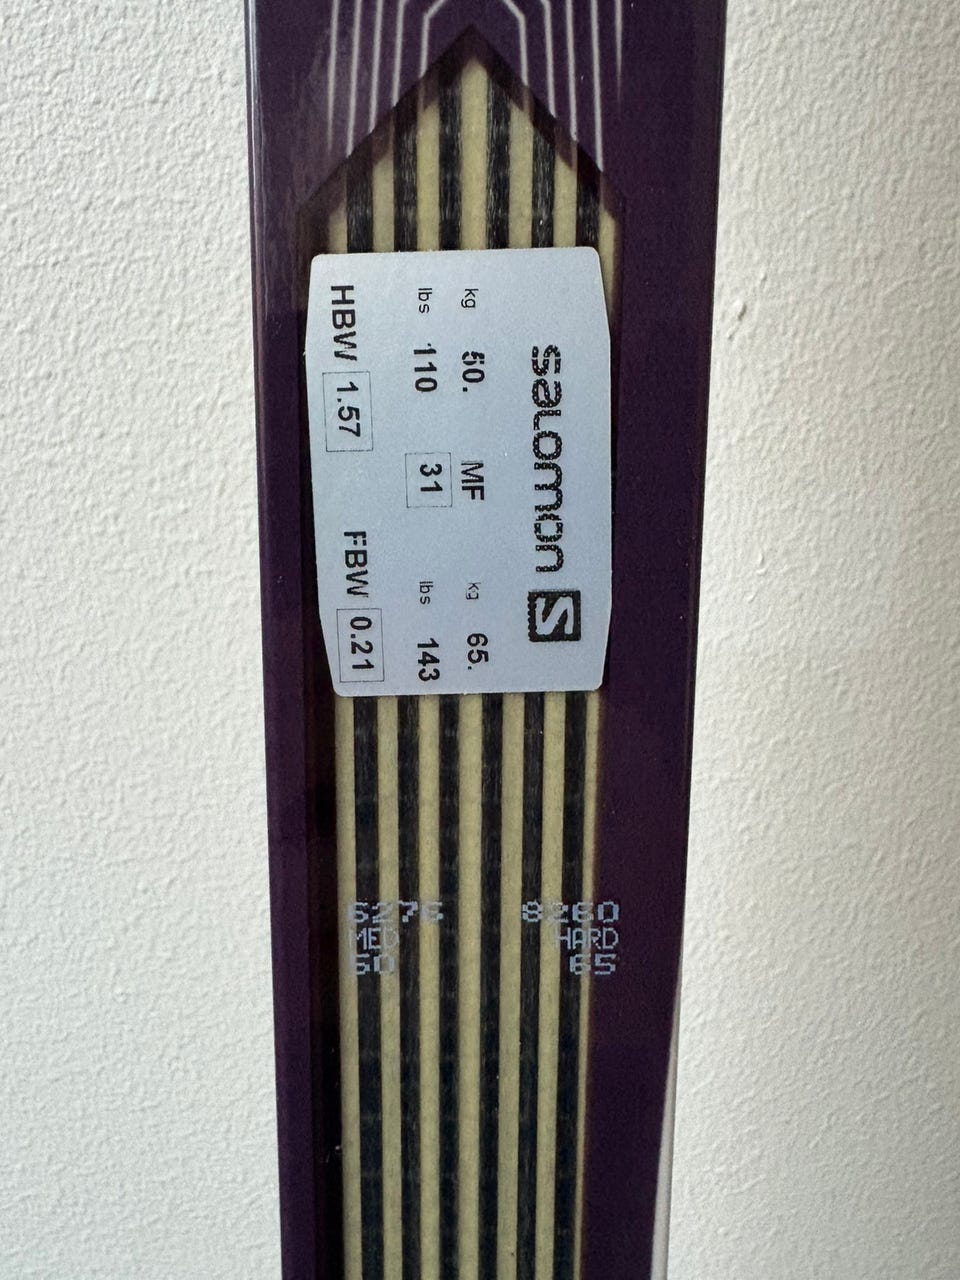 salomon S
kg 50. MF kg 65.
lbs 110 31 lbs 143
HBW 1.57 FBW 0.21
6276 8260
MED HARD
50 65